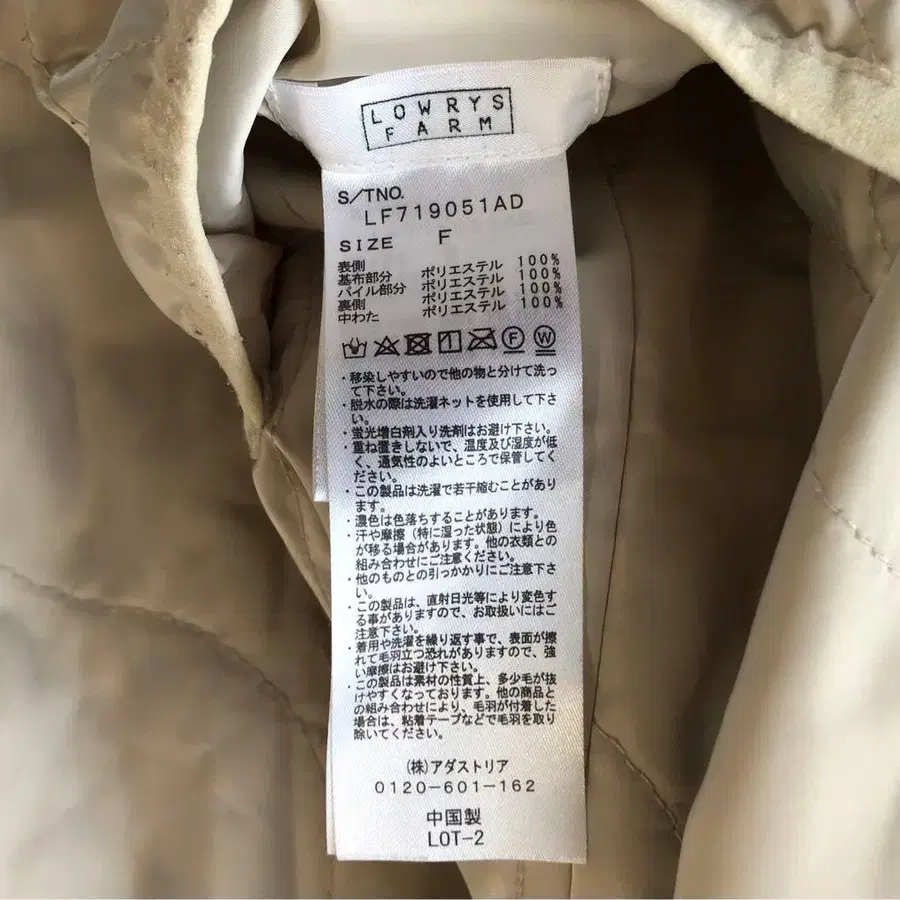 LOWRYS
FARM
S/TNO.
LF719051AD
SIZE F
表側
基布部分 ポリエステル 100%
パイル部分 ポリエステル 100%
裏側 ポリエステル 100%
中わた ポリエステル 100%
F W
・移染しやすいので他の物と分けて洗っ
て下さい。
・脱水の際は洗濯ネットを使用して下さ
い。
・蛍光増白剤入り洗剤はお避け下さい。
・重ね置きしないで、温度及び湿度が低
く、通気性のよいところで保管してく
ださい。
・この製品は洗濯で若干縮むことがあり
ます。
・濃色は色落ちすることがあります。
・汗や摩擦（特に湿った状態）により色
が移る場合があります。他の衣類との
組み合わせにご注意ください。
・他のものとの引っかかりにご注意下さ
い。
・この製品は、直射日光等により変色す
る事がありますので、お取扱いにはご
注意下さい。
・着用や洗濯を繰り返す事で、表面が擦
れて毛羽立つ恐れがありますので、強
い摩擦はお避け下さい。
・この製品は素材の性質上、多少毛が抜
けやすくなっております。他の商品と
の組み合わせにより、毛羽が付着した
場合は、粘着テープなどで毛羽を取り
除いてください。
(株)アダストリア
0120-601-162
中国製
LOT-2